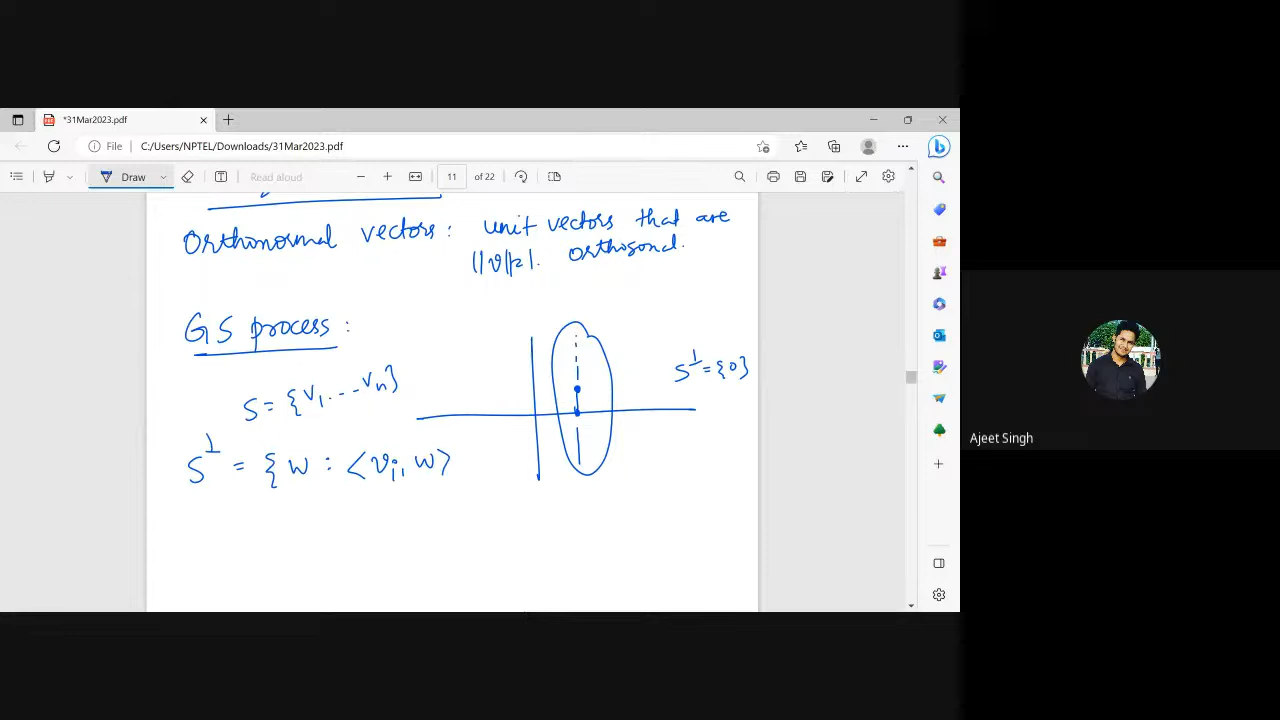 *31Mar2023.pdf
File C:/Users/NPTEL/Downloads/31Mar2023.pdf
Draw Read aloud 11 of 22
Orthonormal vectors: unit vectors that are
||v||=1. orthogonal.
GS process:
S = {v₁...vₙ}
S⊥={0}
S⊥ = {w : <vᵢ, w>
Ajeet Singh